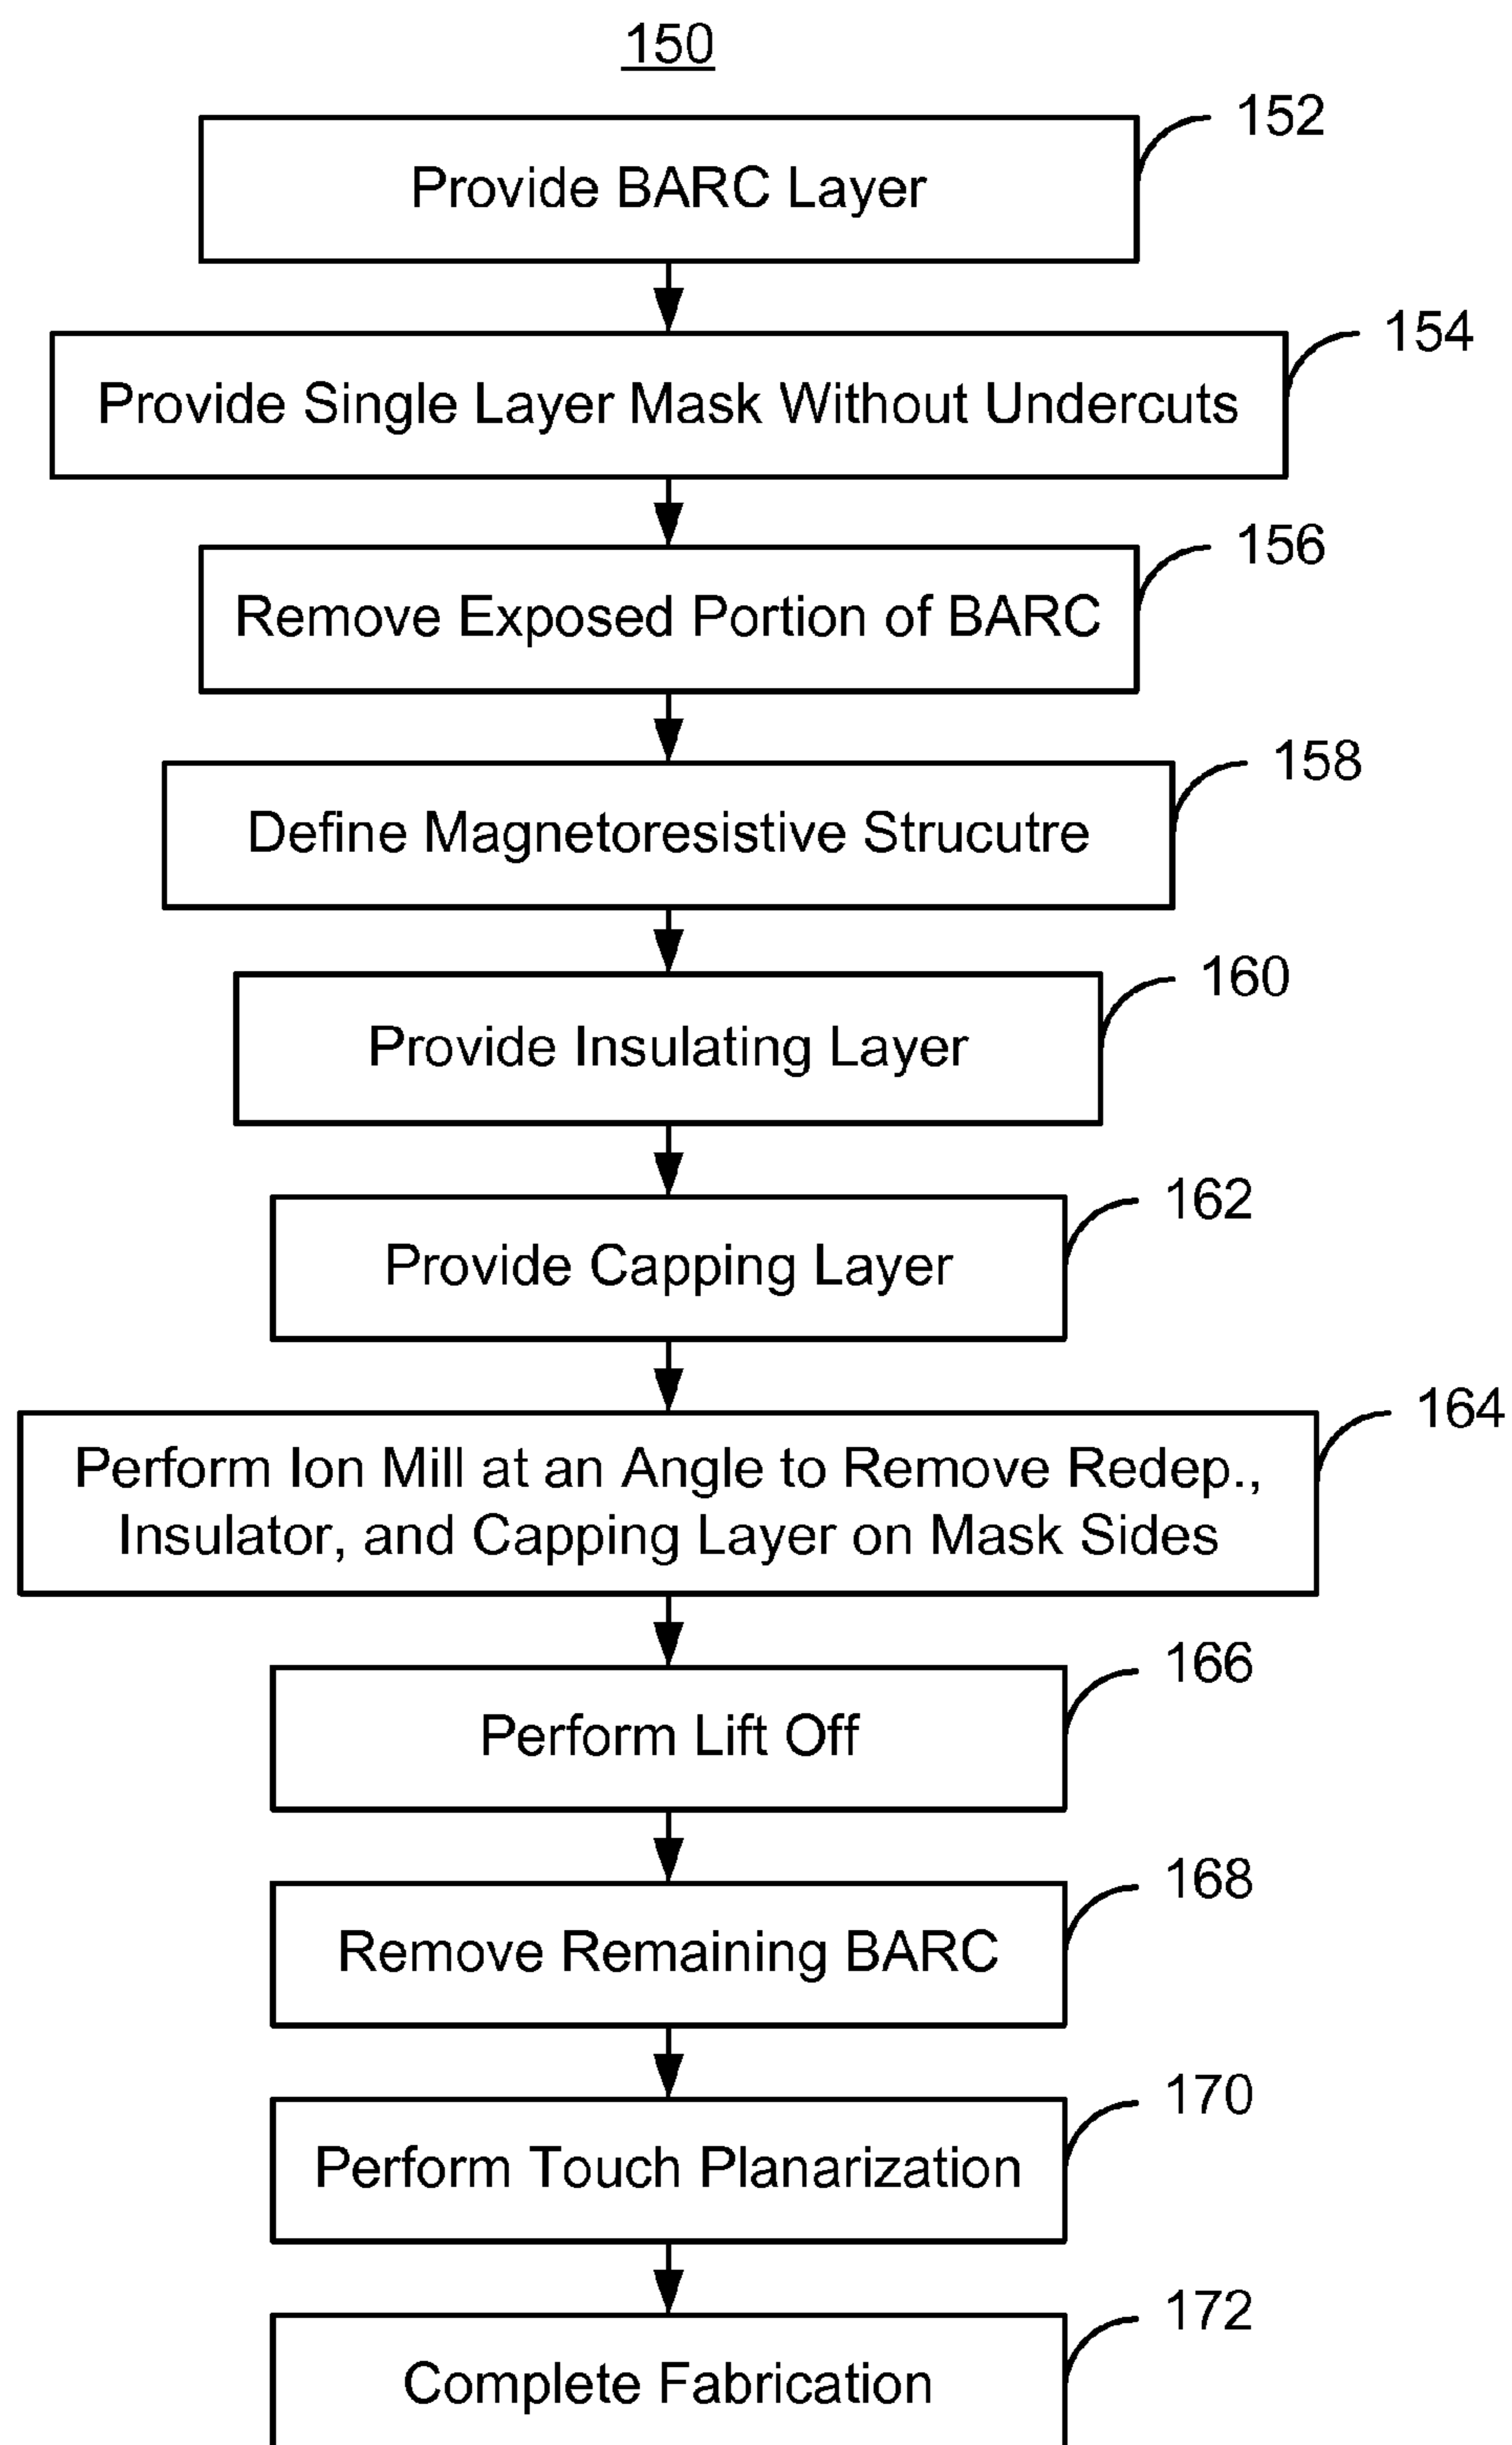 150
152
Provide BARC Layer
154
Provide Single Layer Mask Without Undercuts
156
Remove Exposed Portion of BARC
158
Define Magnetoresistive Strucutre
160
Provide Insulating Layer
162
Provide Capping Layer
164
Perform Ion Mill at an Angle to Remove Redep.,
Insulator, and Capping Layer on Mask Sides
166
Perform Lift Off
168
Remove Remaining BARC
170
Perform Touch Planarization
172
Complete Fabrication